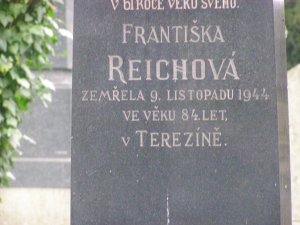 V 61 ROCE VĚKU SVÉHO.
FRANTIŠKA
REICHOVÁ
ZEMŘELA 9. LISTOPADU 1944
VE VĚKU 84 LET,
V TEREZÍNĚ.